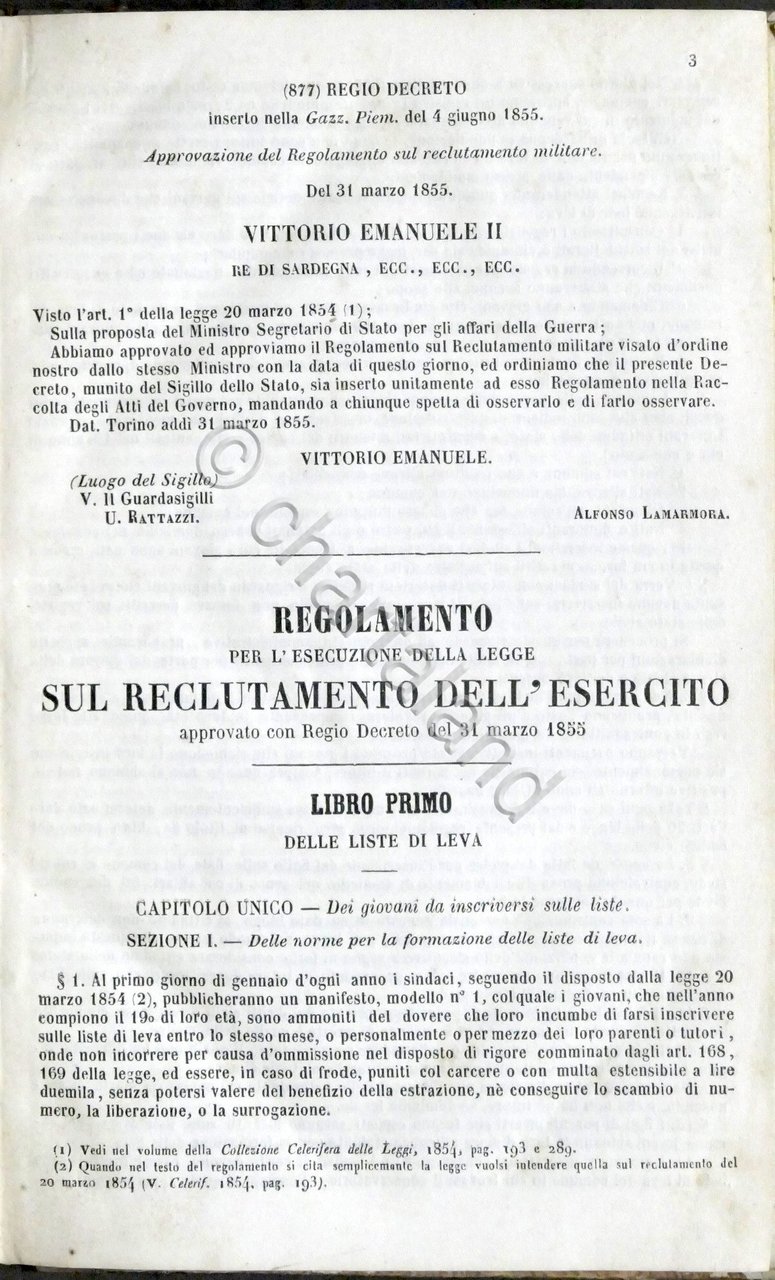 3
(877) REGIO DECRETO
inserto nella Gazz. Piem. del 4 giugno 1855.
Approvazione del Regolamento sul reclutamento militare.
Del 31 marzo 1855.
VITTORIO EMANUELE II
RE DI SARDEGNA , ECC., ECC., ECC.
Visto l'art. 1° della legge 20 marzo 1854 (1);
Sulla proposta del Ministro Segretario di Stato per gli affari della Guerra ;
Abbiamo approvato ed approviamo il Regolamento sul Reclutamento militare visato d'ordine
nostro dallo stesso Ministro con la data di questo giorno, ed ordiniamo che il presente De-
creto, munito del Sigillo dello Stato, sia inserto unitamente ad esso Regolamento nella Rac-
colta degli Atti del Governo, mandando a chiunque spetta di osservarlo e di farlo osservare.
Dat. Torino addì 31 marzo 1855.
VITTORIO EMANUELE.
(Luogo del Sigillo)
V. Il Guardasigilli
U. RATTAZZI.
ALFONSO LAMARMORA.
REGOLAMENTO
PER L' ESECUZIONE DELLA LEGGE
SUL RECLUTAMENTO DELL' ESERCITO
approvato con Regio Decreto del 31 marzo 1855
LIBRO PRIMO
DELLE LISTE DI LEVA
CAPITOLO UNICO — Dei giovani da inscriversi sulle liste.
SEZIONE I. — Delle norme per la formazione delle liste di leva.
§ 1. Al primo giorno di gennaio d'ogni anno i sindaci, seguendo il disposto dalla legge 20
marzo 1854 (2), pubblicheranno un manifesto, modello n° 1, col quale i giovani, che nell'anno
compiono il 19o di loro età, sono ammoniti del dovere che loro incumbe di farsi inscrivere
sulle liste di leva entro lo stesso mese, o personalmente o per mezzo dei loro parenti o tutori ,
onde non incorrere per causa d'ommissione nel disposto di rigore comminato dagli art. 168 ,
169 della legge, ed essere, in caso di frode, puniti col carcere o con multa estensibile a lire
duemila, senza potersi valere del benefizio della estrazione, nè conseguire lo scambio di nu-
mero, la liberazione, o la surrogazione.
(1) Vedi nel volume della Collezione Celerifera delle Leggi, 1854, pag. 193 e 289.
(2) Quando nel testo del regolamento si cita semplicemente la legge vuolsi intendere quella sul reclutamento del
20 marzo 1854 (V. Celerif. 1854, pag. 193).
© chartaland